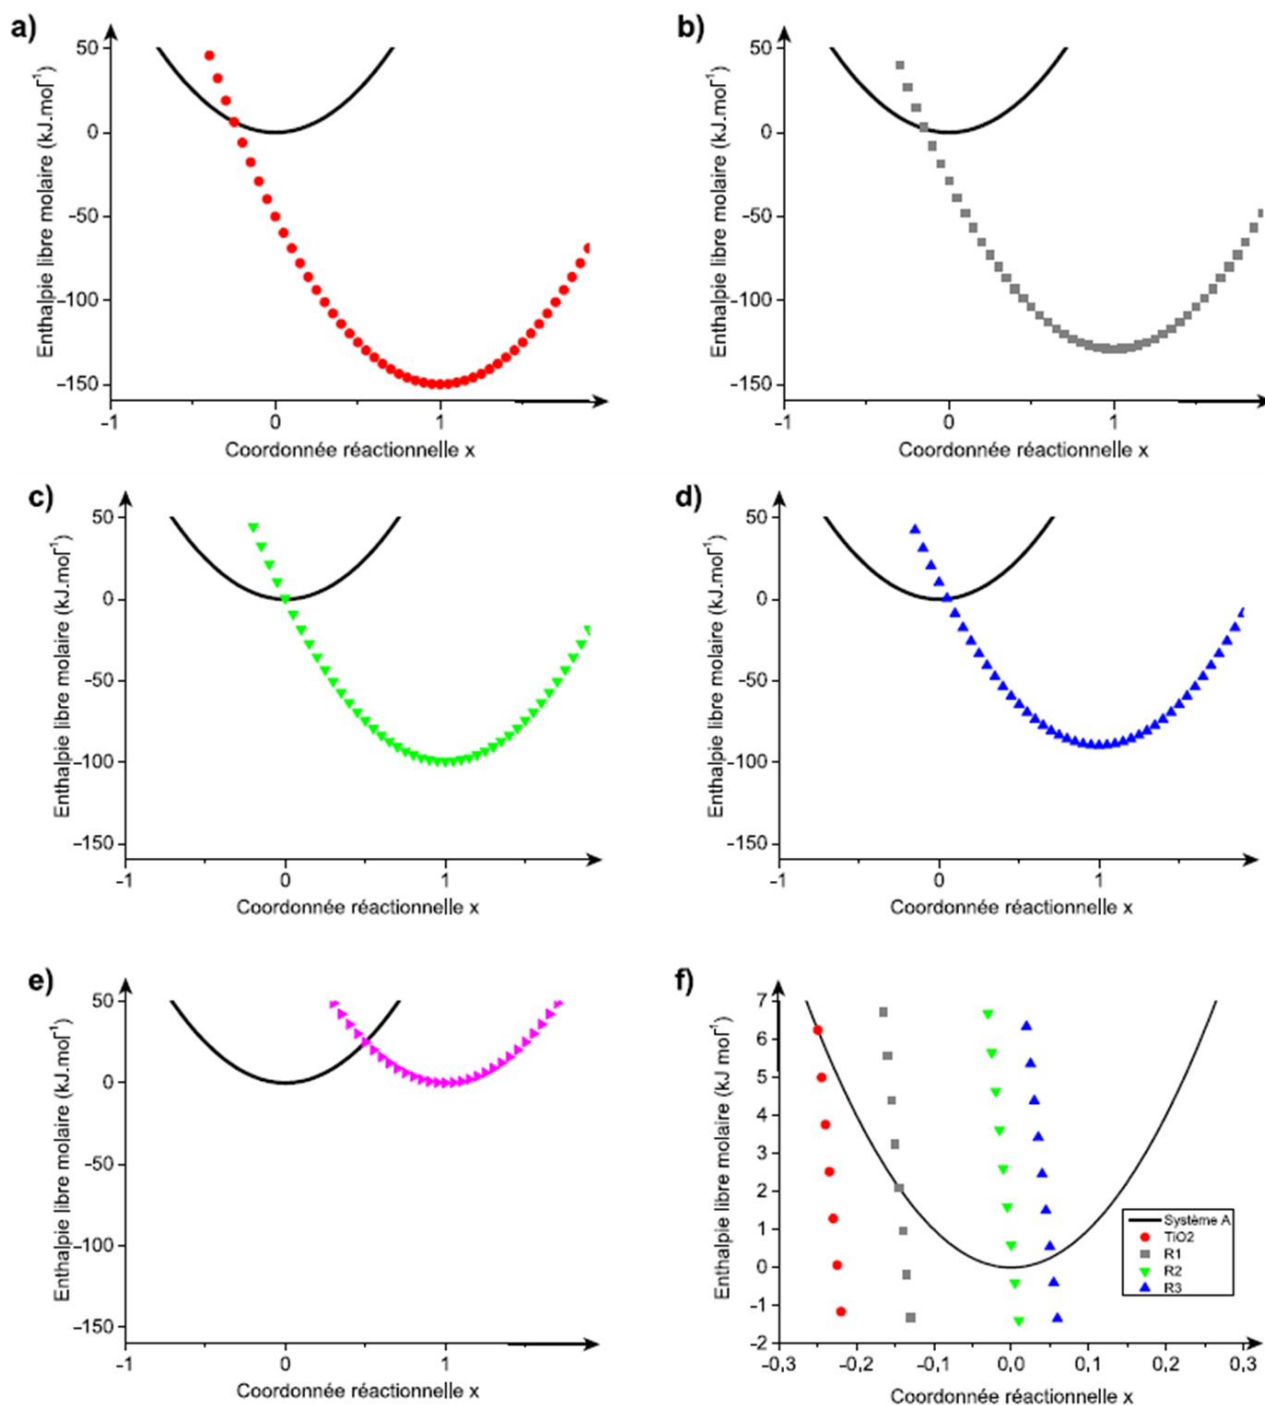 a)
50
0
-50
-100
-150
-1
0
1
Enthalpie libre molaire (kJ.mol⁻¹)
Coordonnée réactionnelle x
b)
50
0
-50
-100
-150
-1
0
1
Enthalpie libre molaire (kJ.mol⁻¹)
Coordonnée réactionnelle x
c)
50
0
-50
-100
-150
-1
0
1
Enthalpie libre molaire (kJ.mol⁻¹)
Coordonnée réactionnelle x
d)
50
0
-50
-100
-150
-1
0
1
Enthalpie libre molaire (kJ.mol⁻¹)
Coordonnée réactionnelle x
e)
50
0
-50
-100
-150
-1
0
1
Enthalpie libre molaire (kJ.mol⁻¹)
Coordonnée réactionnelle x
f)
7
6
5
4
3
2
1
0
-1
-2
-0,3
-0,2
-0,1
0,0
0,1
0,2
0,3
Enthalpie libre molaire (kJ mol⁻¹)
Coordonnée réactionnelle x
Système A
TiO2
R1
R2
R3